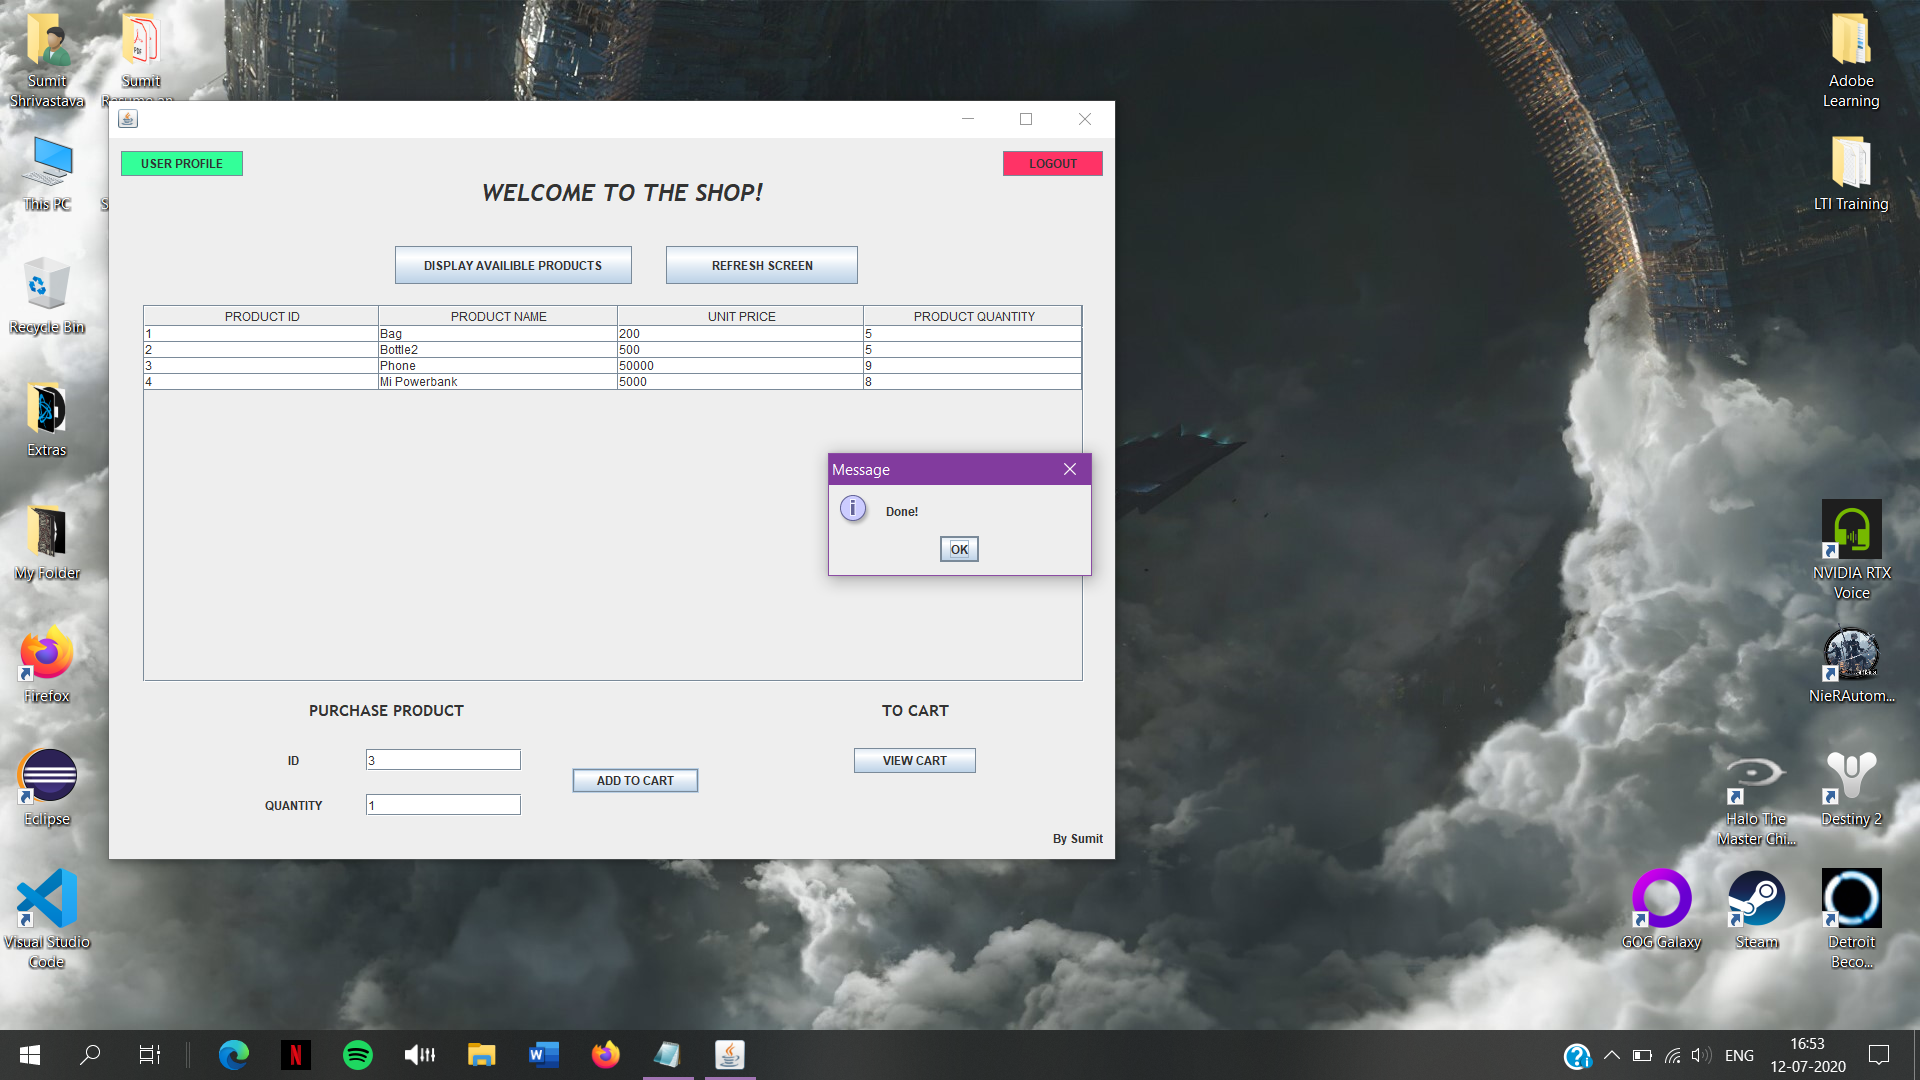 Sumit
Shrivastava
Sumit
This PC
Recycle Bin
Extras
My Folder
Firefox
Eclipse
Visual Studio
Code
USER PROFILE
LOGOUT
WELCOME TO THE SHOP!
DISPLAY AVAILIBLE PRODUCTS
REFRESH SCREEN
PRODUCT ID PRODUCT NAME UNIT PRICE PRODUCT QUANTITY
1 Bag 200 5
2 Bottle2 500 5
3 Phone 50000 9
4 Mi Powerbank 5000 8
Message
Done!
OK
PURCHASE PRODUCT
TO CART
ID 3
ADD TO CART
VIEW CART
QUANTITY 1
By Sumit
Adobe
Learning
LTI Training
NVIDIA RTX
Voice
NieRAutom...
Halo The
Master Chi...
Destiny 2
GOG Galaxy
Steam
Detroit
Beco...
ENG
16:53
12-07-2020